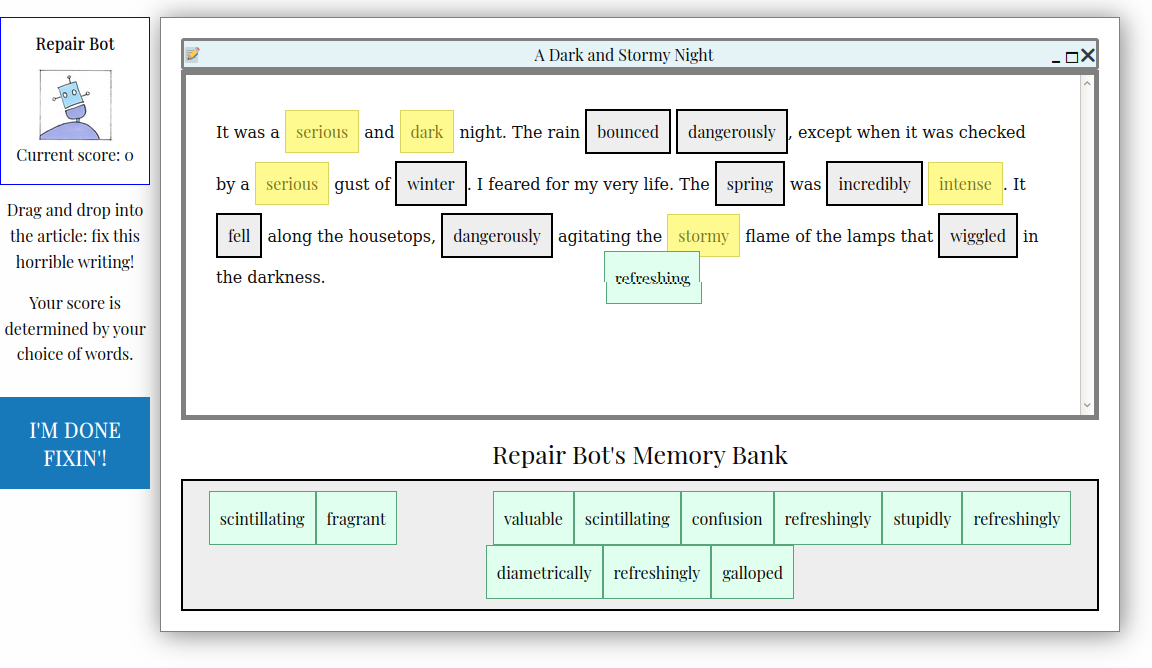 Repair Bot
Current score: 0
Drag and drop into
the article: fix this
horrible writing!
Your score is
determined by your
choice of words.
I'M DONE
FIXIN'!
A Dark and Stormy Night
It was a serious and dark night. The rain bounced dangerously, except when it was checked
by a serious gust of winter. I feared for my very life. The spring was incredibly intense. It
fell along the housetops, dangerously agitating the stormy flame of the lamps that wiggled in
the darkness.
refreshing
Repair Bot's Memory Bank
scintillating fragrant valuable scintillating confusion refreshingly stupidly refreshingly
diametrically refreshingly galloped